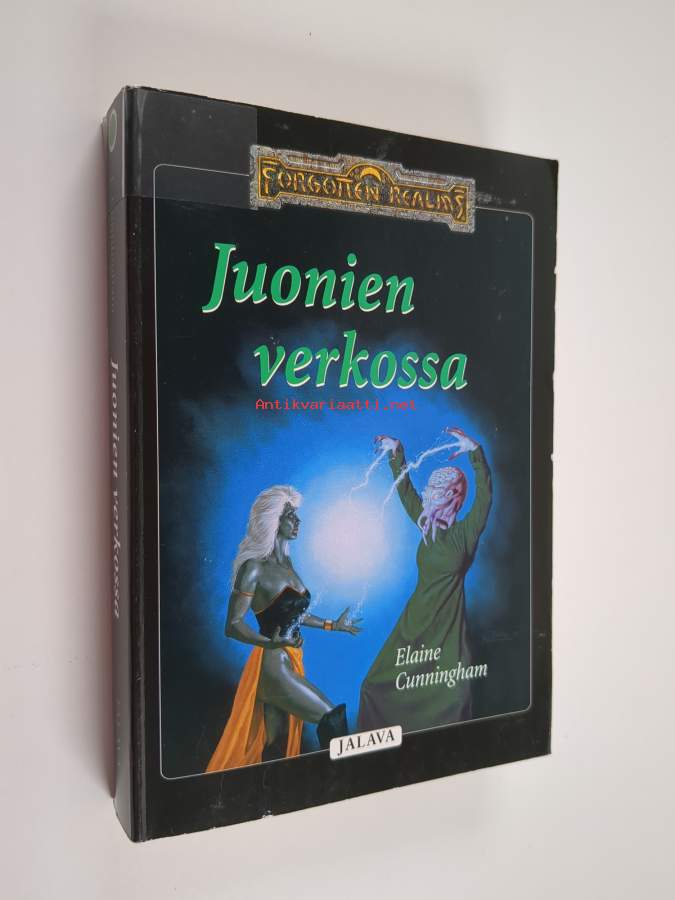 FORGOTTEN REALMS
Juonien
verkossa
Antikvariaatti.net
Elaine
Cunningham
JALAVA
Juonien verkossa